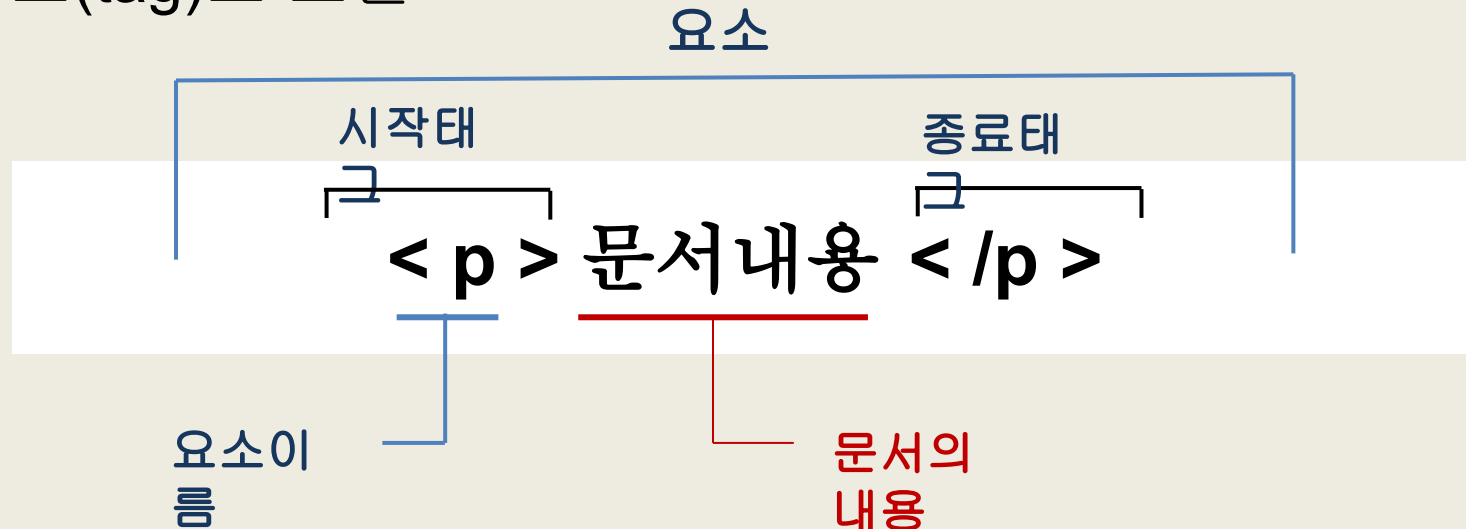 (tag)
요소
시작태
그
종료태
그
< p > 문서내용 < /p >
요소이
름
문서의
내용